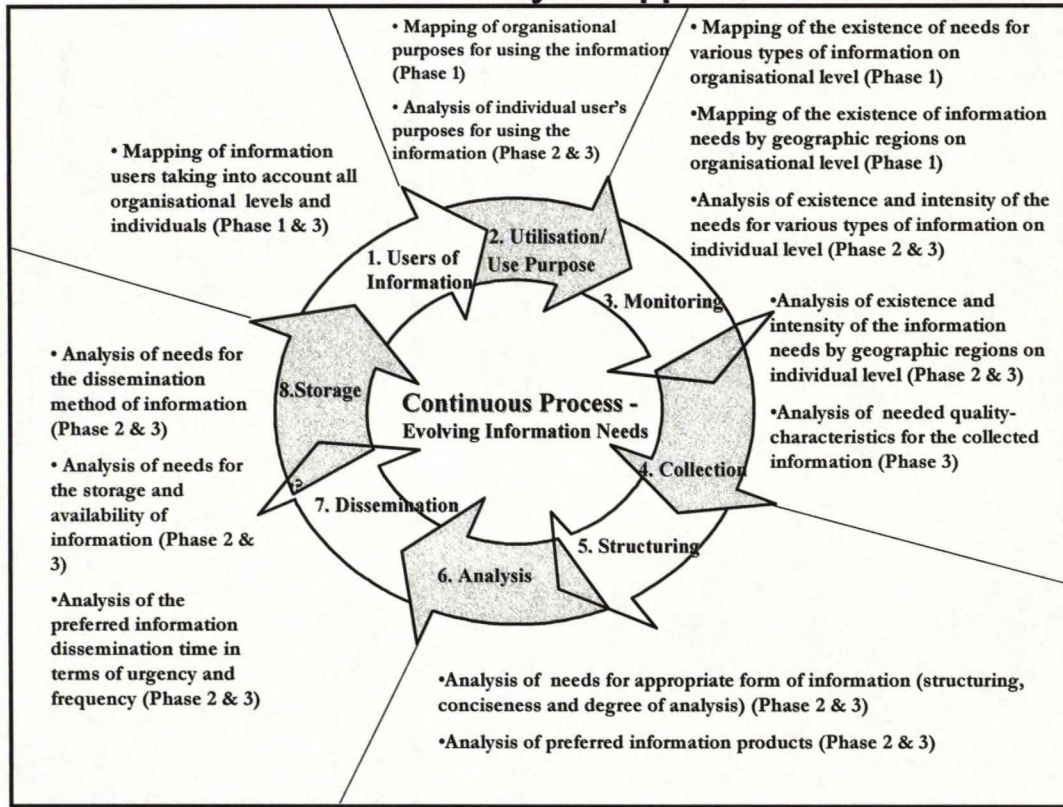 • Mapping of organisational
purposes for using the information
(Phase 1)
• Analysis of individual user's
purposes for using the
information (Phase 2 & 3)
• Mapping of the existence of needs for
various types of information on
organisational level (Phase 1)
•Mapping of the existence of information
needs by geographic regions on
organisational level (Phase 1)
•Analysis of existence and intensity of the
needs for various types of information on
individual level (Phase 2 & 3)
•Analysis of existence and
intensity of the information
needs by geographic regions on
individual level (Phase 2 & 3)
•Analysis of needed quality-
characteristics for the collected
information (Phase 3)
• Mapping of information
users taking into account all
organisational levels and
individuals (Phase 1 & 3)
1. Users of
Information
2. Utilisation/
Use Purpose
3. Monitoring
4. Collection
5. Structuring
6. Analysis
7. Dissemination
8.Storage
Continuous Process -
Evolving Information Needs
• Analysis of needs for
the dissemination
method of information
(Phase 2 & 3)
• Analysis of needs for
the storage and
availability of
information (Phase 2 &
3)
•Analysis of the
preferred information
dissemination time in
terms of urgency and
frequency (Phase 2 & 3)
•Analysis of needs for appropriate form of information (structuring,
conciseness and degree of analysis) (Phase 2 & 3)
•Analysis of preferred information products (Phase 2 & 3)